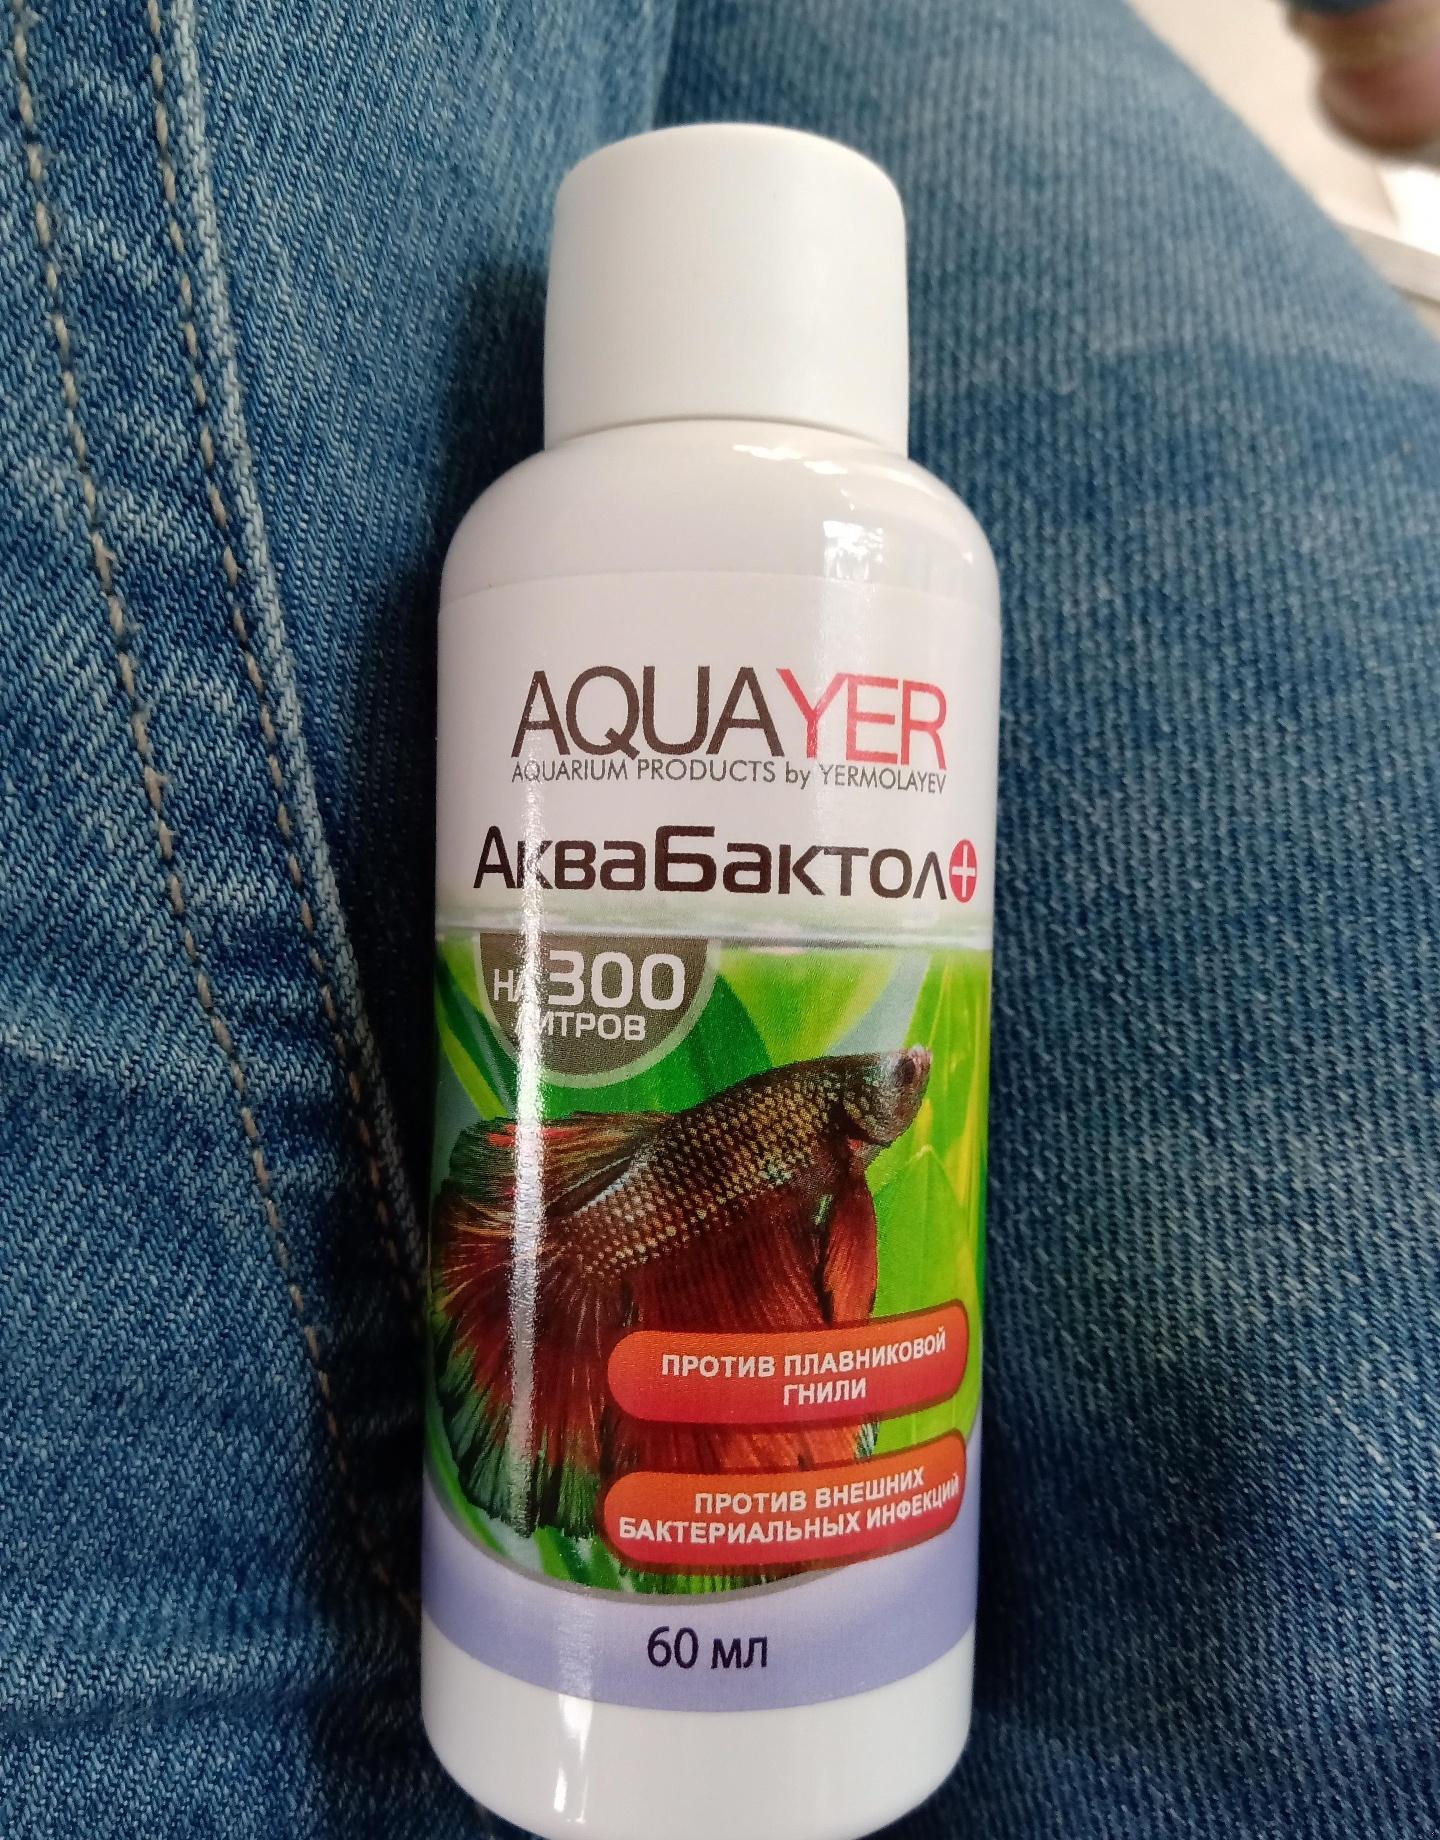 AQUAYER
AQUARIUM PRODUCTS by YERMOLAYEV
АкваБактол+
НА 300
ЛИТРОВ
ПРОТИВ ПЛАВНИКОВОЙ
ГНИЛИ
ПРОТИВ ВНЕШНИХ
БАКТЕРИАЛЬНЫХ ИНФЕКЦИЙ
60 мл